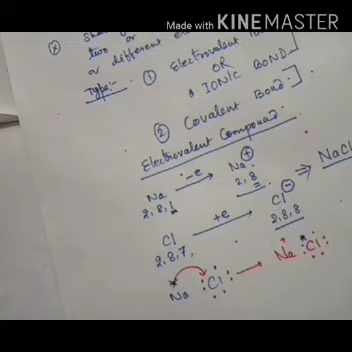 Made with KINEMASTER
two or
or different
Type:- ① Electrovalent
OR
IONIC BOND
② Covalent Bond.
Electrovalent Compound
Na -e Na +
2,8,1 2,8
Cl +e Cl - ⇒ NaCl
2,8,7, 2,8,8
Na Cl → Na + Cl